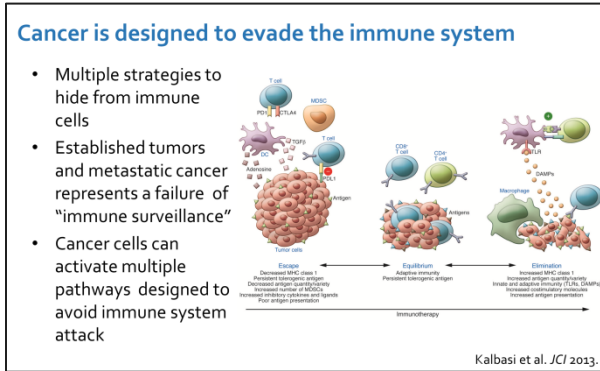 Cancer is designed to evade the immune system
• Multiple strategies to
hide from immune
cells
• Established tumors
and metastatic cancer
represents a failure of
"immune surveillance"
• Cancer cells can
activate multiple
pathways designed to
avoid immune system
attack
T cell
PD1
CTLA4
MDSC
TGFβ
T cell
DC
Adenosine
PDL1
Antigen
Tumor cells
CD8+
T cell
CD4+
T cell
Antigens
TLR
DAMPs
Macrophage
Escape
Decreased MHC class 1
Persistent tolerogenic antigen
Decreased antigen quantity/variety
Increased number of MDSCs
Increased inhibitory cytokines and ligands
Poor antigen presentation
Equilibrium
Adaptive immunity
Persistent tolerogenic antigen
Elimination
Increased MHC class 1
Increased antigen quantity/variety
Innate and adaptive immunity (TLRs, DAMPs)
Increased costimulatory molecules
Increased antigen presentation
Immunotherapy
Kalbasi et al. JCI 2013.